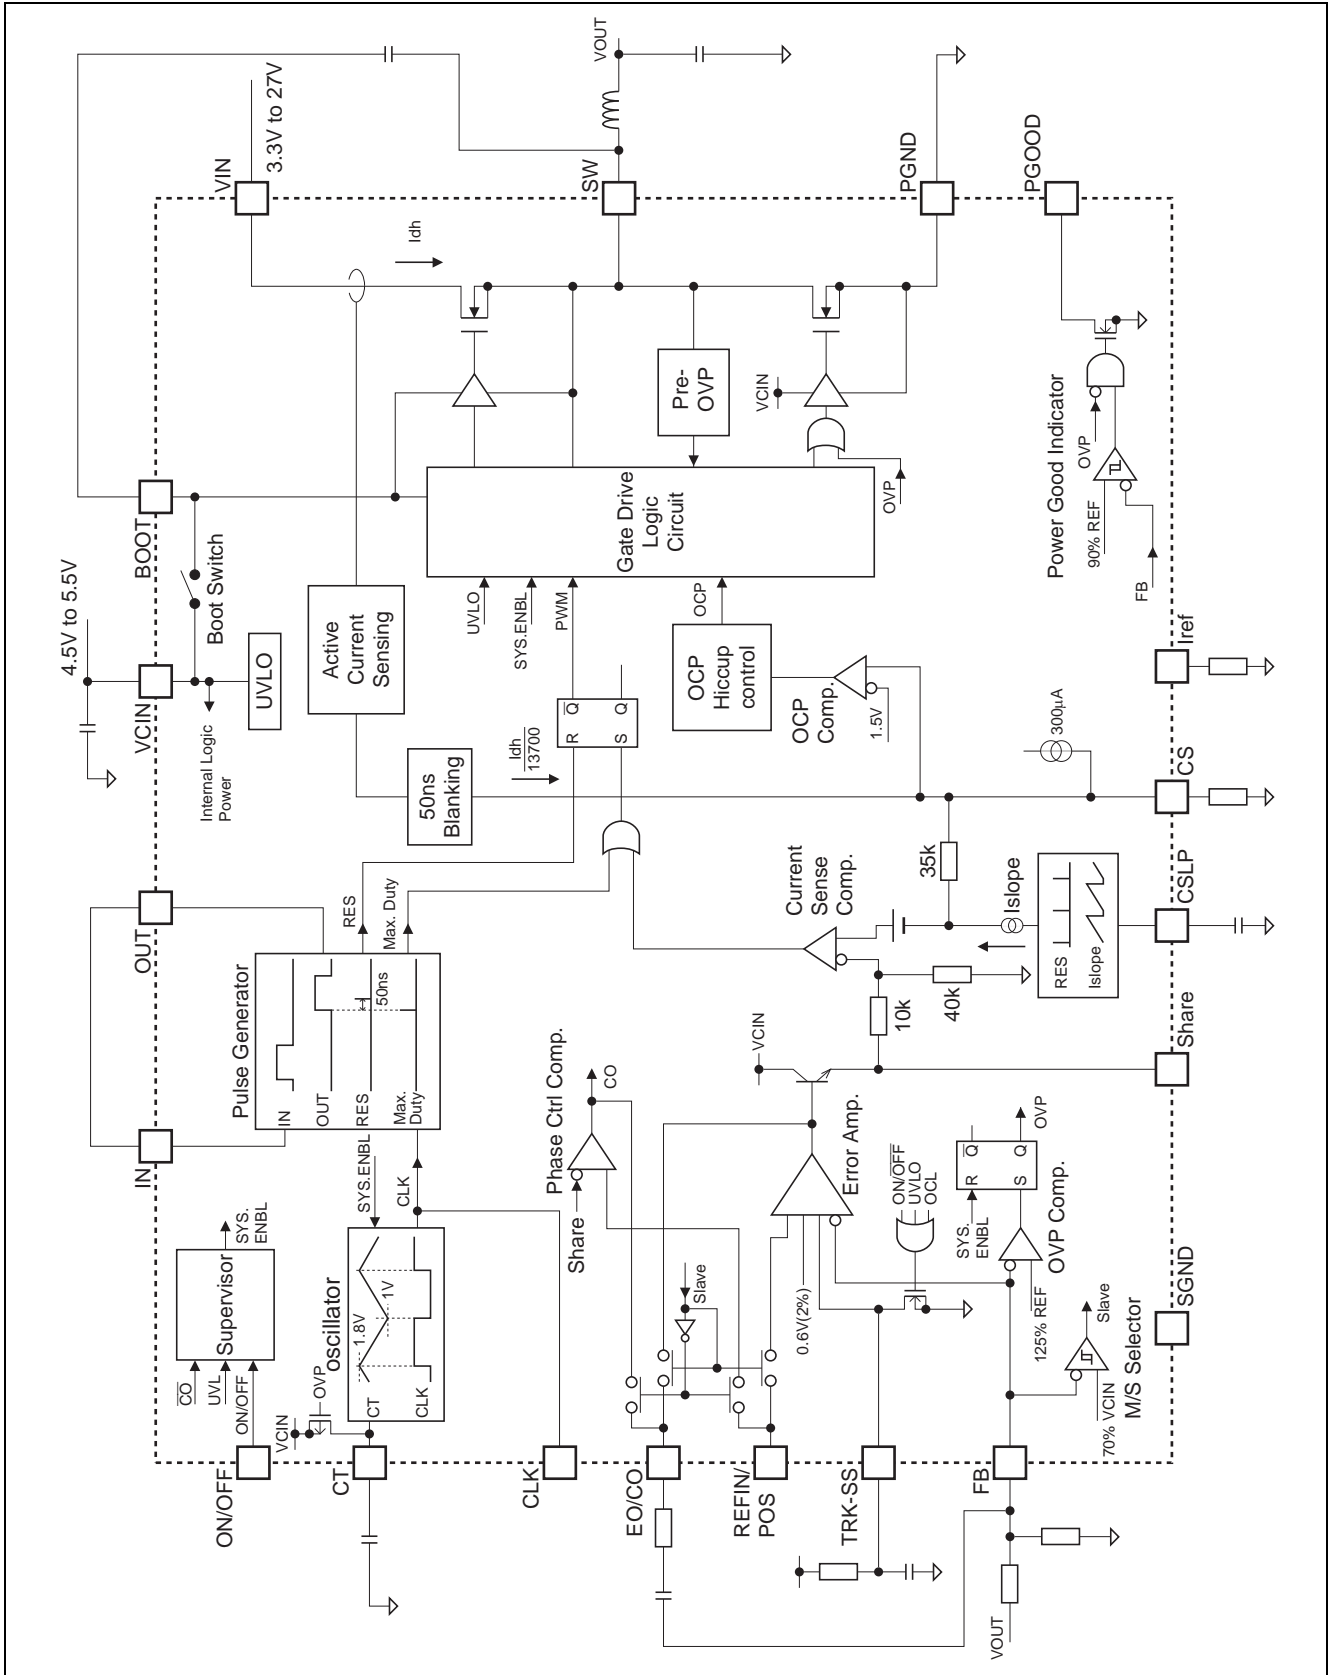 ON/OFF
CT
CLK
EO/CO
REFIN/
POS
TRK-SS
FB
VOUT
IN
OUT
VCIN
4.5V to 5.5V
BOOT
VIN
3.3V to 27V
SW
VOUT
PGND
PGOOD
Iref
CS
CSLP
Share
SGND
CO
UVL
ON/OFF
Supervisor
SYS.
ENBL
VCIN
OVP
oscillator
CT
1.8V
1V
CLK
SYS.ENBL
CLK
Pulse Generator
IN
OUT
RES
50ns
Max.
Duty
RES
Max. Duty
Internal Logic
Power
UVLO
Boot Switch
Active
Current
Sensing
50ns
Blanking
Idh
13700
R
Q
S
Q
UVLO
SYS.ENBL
PWM
OCP
Gate Drive
Logic
Circuit
OCP
Hiccup
control
OCP
Comp.
1.5V
Idh
Pre-
OVP
VCIN
OVP
Power Good Indicator
OVP
90% REF
FB
300μA
35k
Current
Sense
Comp.
Islope
RES
Islope
10k
40k
VCIN
Phase Ctrl Comp.
CO
Share
Slave
Error Amp.
0.6V(2%)
ON/OFF
UVLO
OCL
SYS.
ENBL
R
Q
S
Q
OVP
OVP Comp.
125% REF
Slave
M/S Selector
70% VCIN